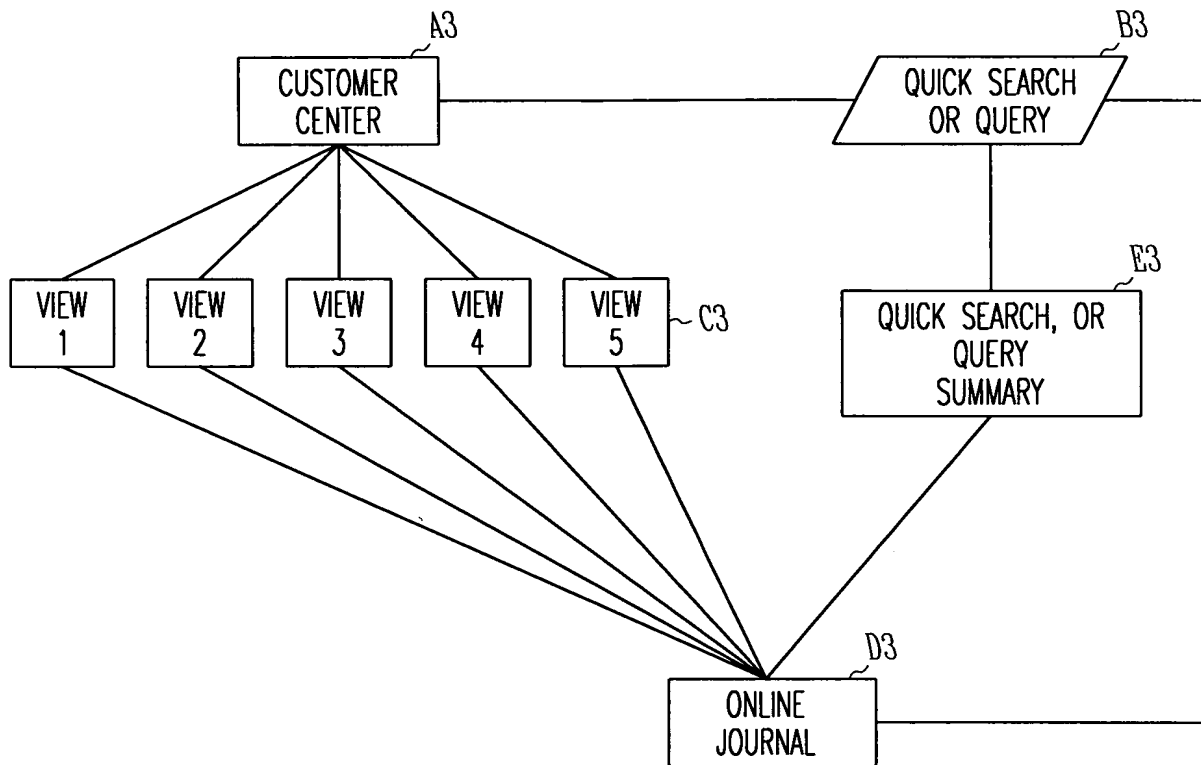 A3
CUSTOMER
CENTER
B3
QUICK SEARCH
OR QUERY
VIEW
1
VIEW
2
VIEW
3
VIEW
4
VIEW
5
C3
E3
QUICK SEARCH, OR
QUERY
SUMMARY
D3
ONLINE
JOURNAL